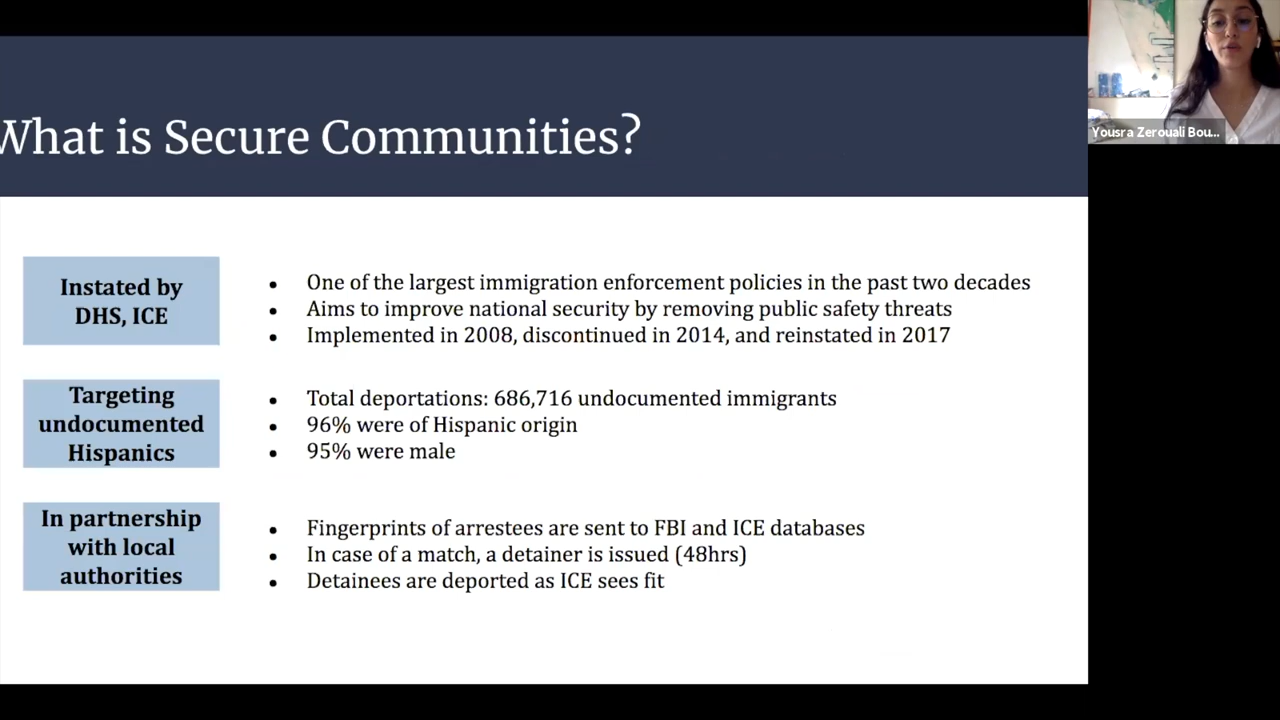 What is Secure Communities?
Yousra Zerouali Bou...
Instated by
DHS, ICE
• One of the largest immigration enforcement policies in the past two decades
• Aims to improve national security by removing public safety threats
• Implemented in 2008, discontinued in 2014, and reinstated in 2017
Targeting
undocumented
Hispanics
• Total deportations: 686,716 undocumented immigrants
• 96% were of Hispanic origin
• 95% were male
In partnership
with local
authorities
• Fingerprints of arrestees are sent to FBI and ICE databases
• In case of a match, a detainer is issued (48hrs)
• Detainees are deported as ICE sees fit